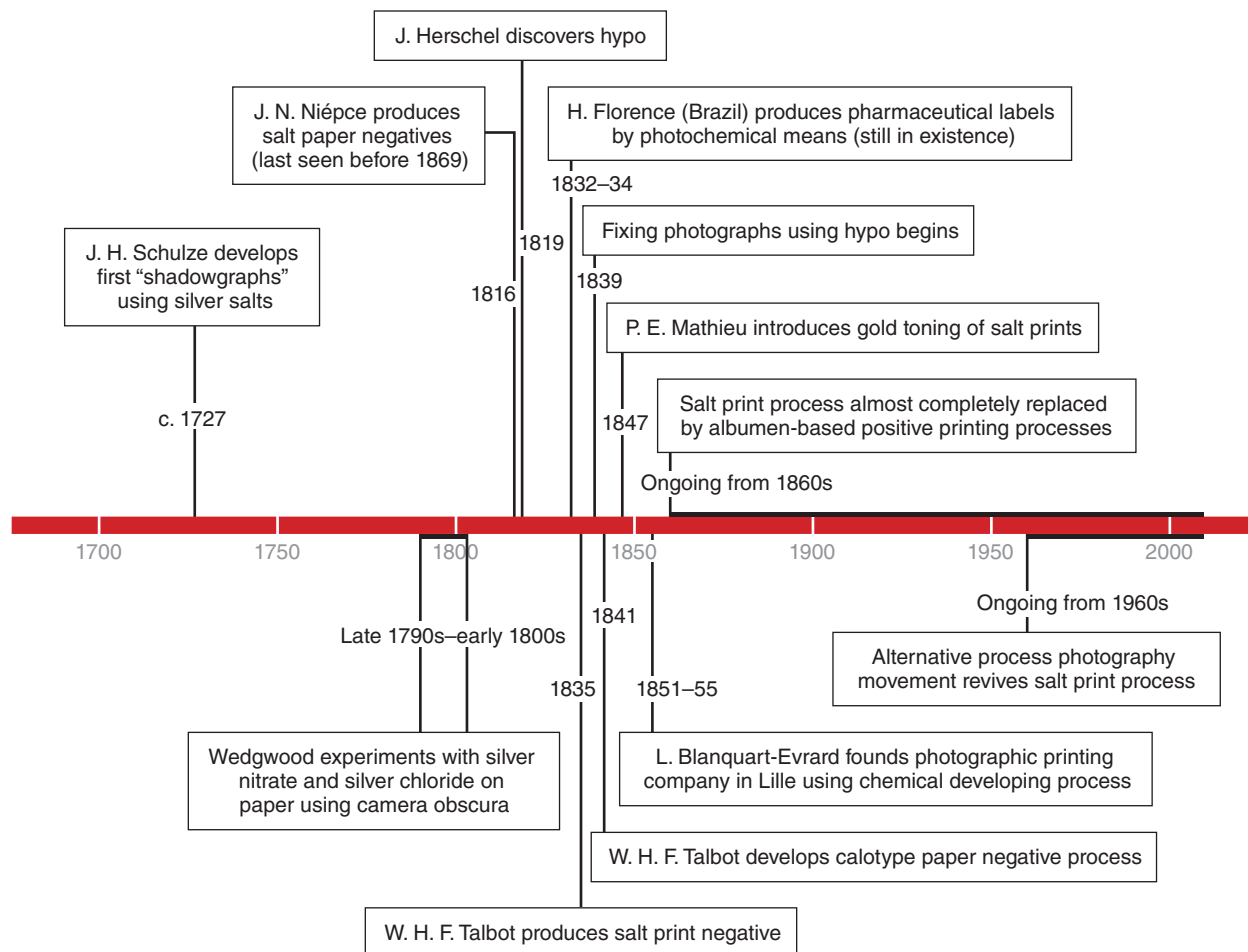 J. Herschel discovers hypo
J. N. Niépce produces
salt paper negatives
(last seen before 1869)
H. Florence (Brazil) produces pharmaceutical labels
by photochemical means (still in existence)
1832–34
Fixing photographs using hypo begins
J. H. Schulze develops
first “shadowgraphs”
using silver salts
1819
1816
1839
P. E. Mathieu introduces gold toning of salt prints
c. 1727
1847
Salt print process almost completely replaced
by albumen-based positive printing processes
Ongoing from 1860s
1700
1750
1800
1850
1900
1950
2000
Late 1790s–early 1800s
1841
Ongoing from 1960s
Alternative process photography
movement revives salt print process
1835
1851–55
Wedgwood experiments with silver
nitrate and silver chloride on
paper using camera obscura
L. Blanquart-Evrard founds photographic printing
company in Lille using chemical developing process
W. H. F. Talbot develops calotype paper negative process
W. H. F. Talbot produces salt print negative